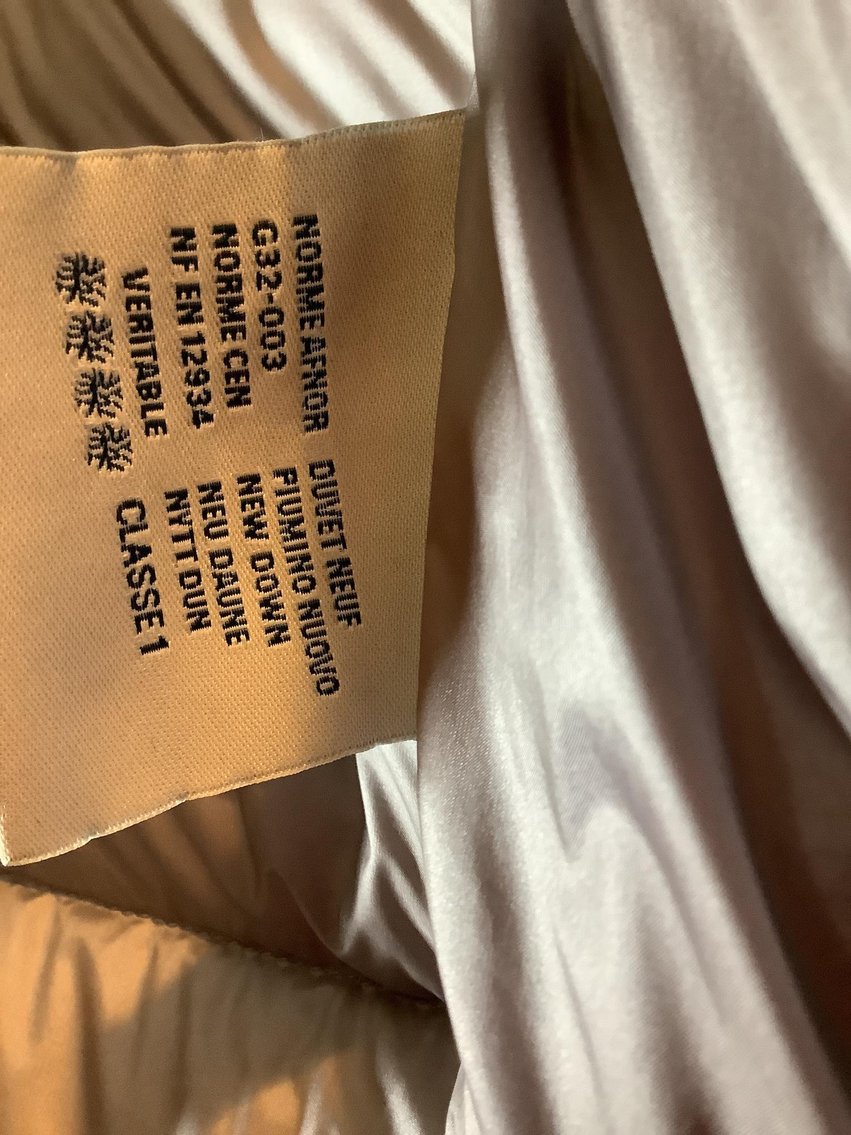 NORME AFNOR
G32-003
NORME CEN
NF EN 12934
VERITABLE
DUVET NEUF
PIUMINO NUOVO
NEW DOWN
NEU DAUNE
NYTT DUN
CLASSE 1